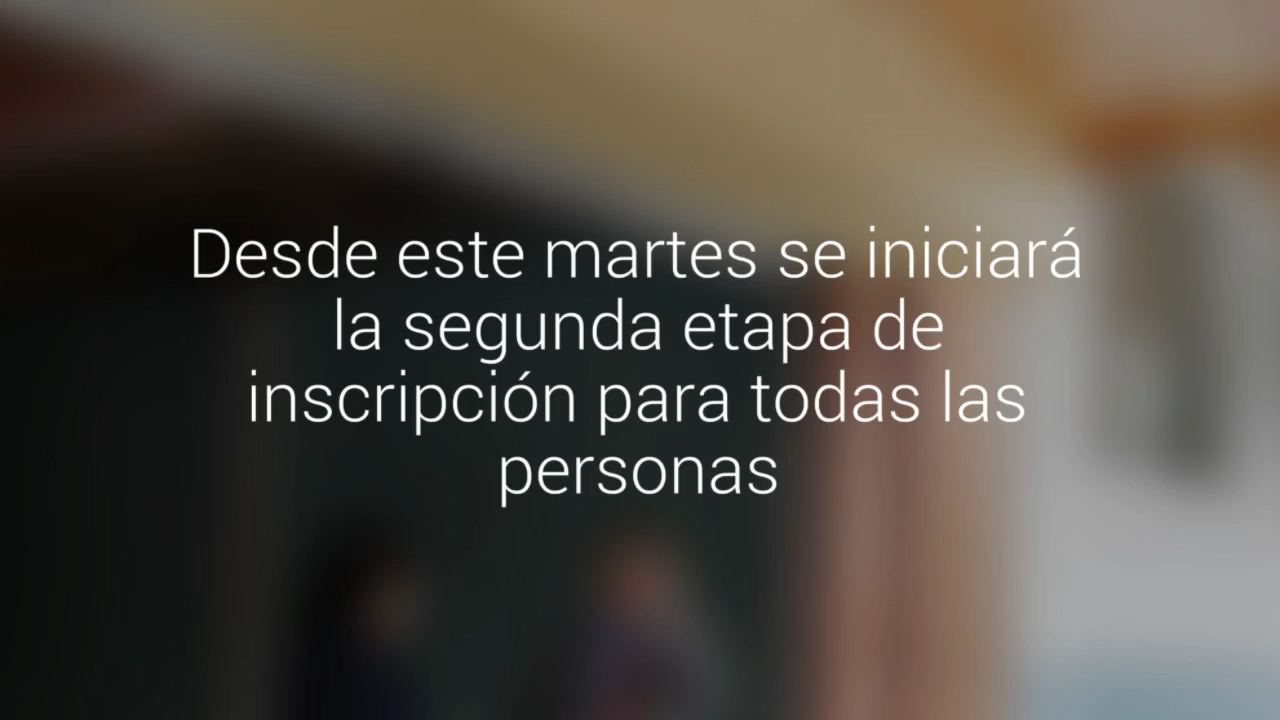 Desde este martes se iniciará
la segunda etapa de
inscripción para todas las
personas